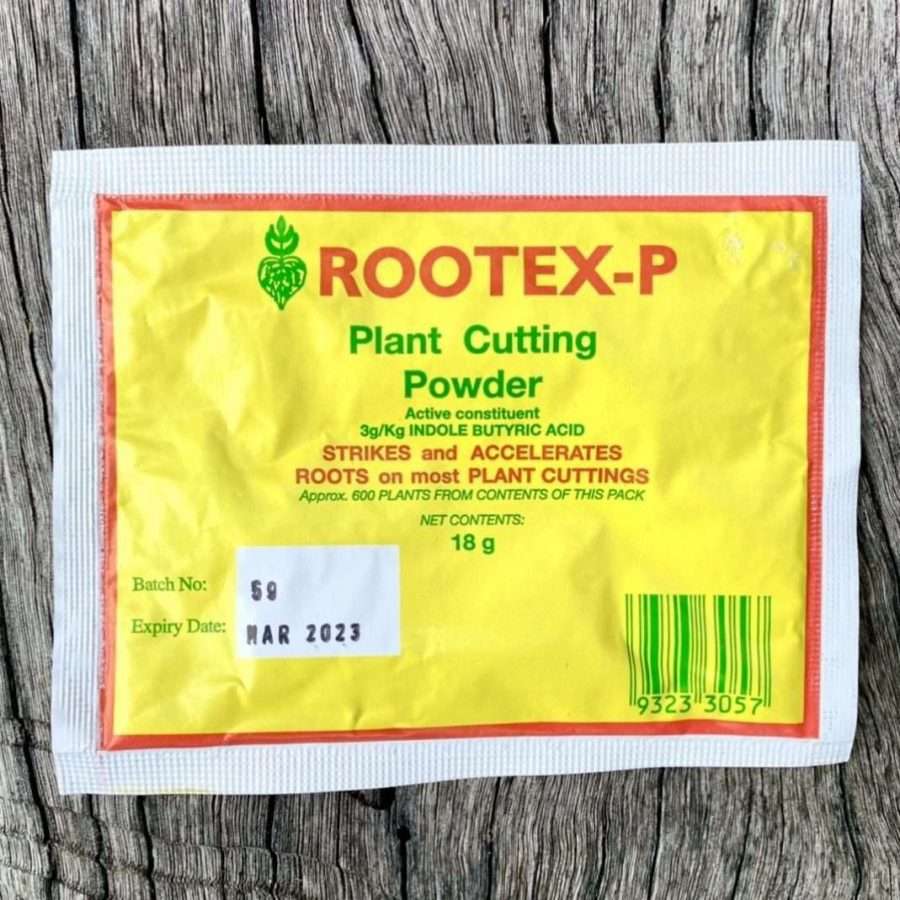 ROOTEX-P
Plant Cutting
Powder
Active constituent
3g/Kg INDOLE BUTYRIC ACID
STRIKES and ACCELERATES
ROOTS on most PLANT CUTTINGS
Approx. 600 PLANTS FROM CONTENTS OF THIS PACK
NET CONTENTS:
18 g
Batch No: 59
Expiry Date: MAR 2023
9323 3057